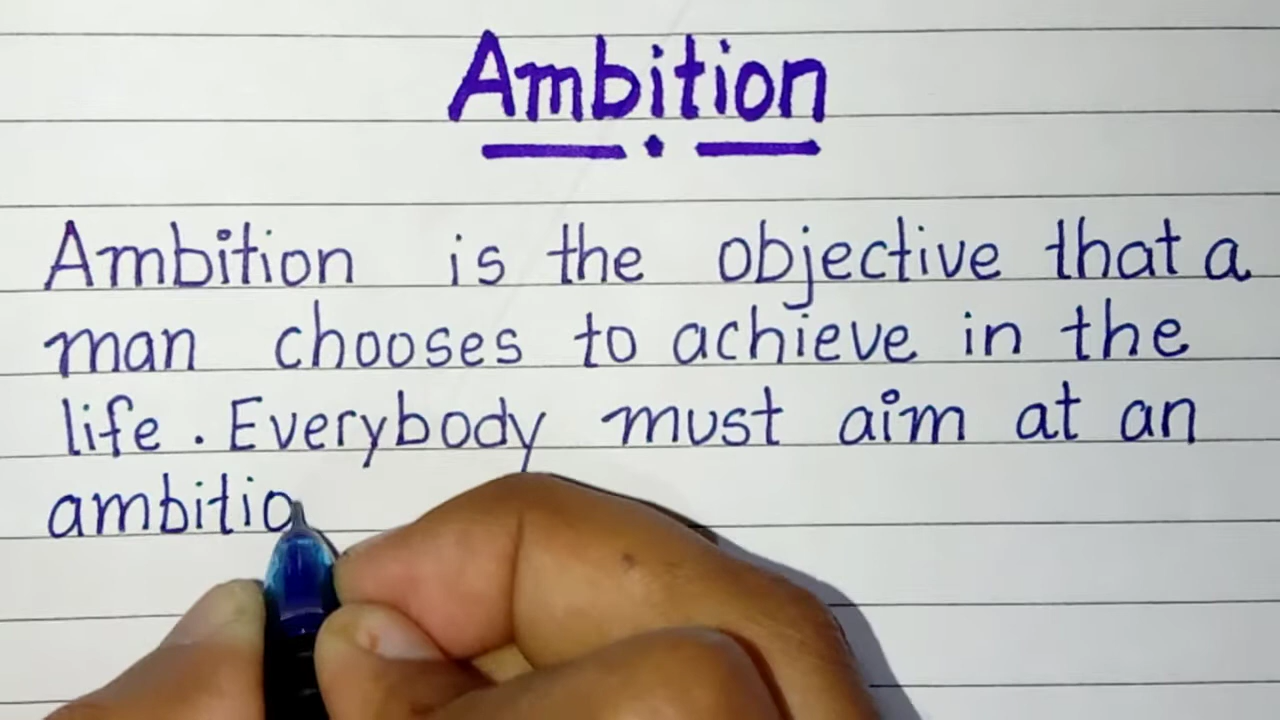 Ambition
Ambition is the objective that a
man chooses to achieve in the
life. Everybody must aim at an
ambitio